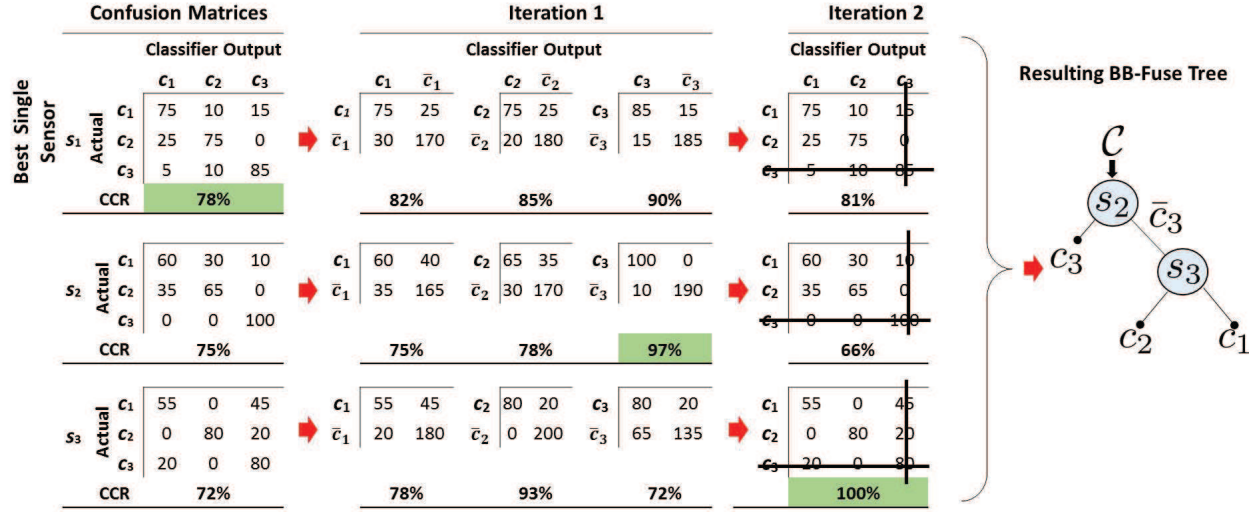 Confusion Matrices Iteration 1 Iteration 2
Classifier Output Classifier Output Classifier Output
Resulting BB-Fuse Tree
Best Single Sensor
c1 c2 c3 c1 c̄1 c2 c̄2 c3 c̄3 c1 c2 c3
s1 Actual
c1 75 10 15 c1 75 25 c2 75 25 c3 85 15 c1 75 10 15
c2 25 75 0 c̄1 30 170 c̄2 20 180 c̄3 15 185 c2 25 75 0
c3 5 10 85 c3 5 10 85
CCR 78% 82% 85% 90% 81%
s2 Actual
c1 60 30 10 c1 60 40 c2 65 35 c3 100 0 c1 60 30 10
c2 35 65 0 c̄1 35 165 c̄2 30 170 c̄3 10 190 c2 35 65 0
c3 0 0 100 c3 0 0 100
CCR 75% 75% 78% 97% 66%
s3 Actual
c1 55 0 45 c1 55 45 c2 80 20 c3 80 20 c1 55 0 45
c2 0 80 20 c̄1 20 180 c̄2 0 200 c̄3 65 135 c2 0 80 20
c3 20 0 80 c3 20 0 80
CCR 72% 78% 93% 72% 100%
C
s2
c̄3
c3
s3
c2 c1